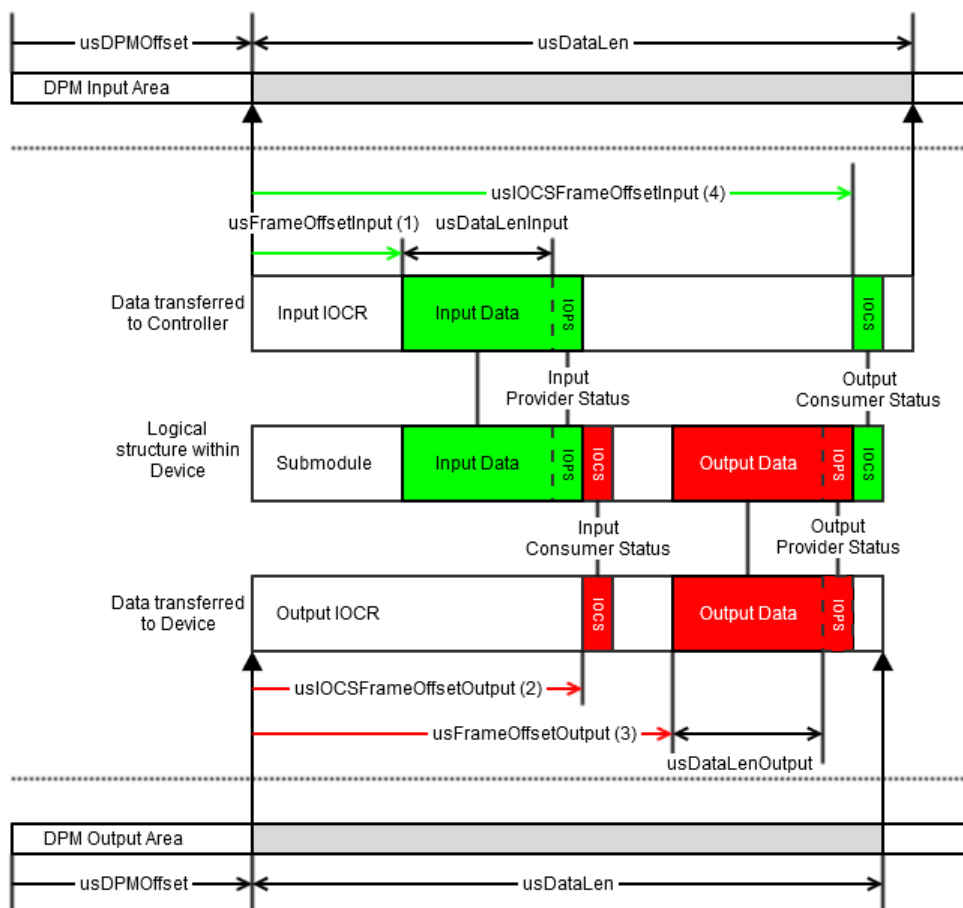 usDPMOffset
usDataLen
DPM Input Area
usIOCSFrameOffsetInput (4)
usFrameOffsetInput (1)
usDataLenInput
Data transferred
to Controller
Input IOCR
Input Data
IOPS
IOCS
Input
Provider Status
Output
Consumer Status
Logical
structure within
Device
Submodule
Input Data
IOPS
IOCS
Output Data
IOPS
IOCS
Input
Consumer Status
Output
Provider Status
Data transferred
to Device
Output IOCR
IOCS
Output Data
IOPS
usIOCSFrameOffsetOutput (2)
usFrameOffsetOutput (3)
usDataLenOutput
DPM Output Area
usDPMOffset
usDataLen